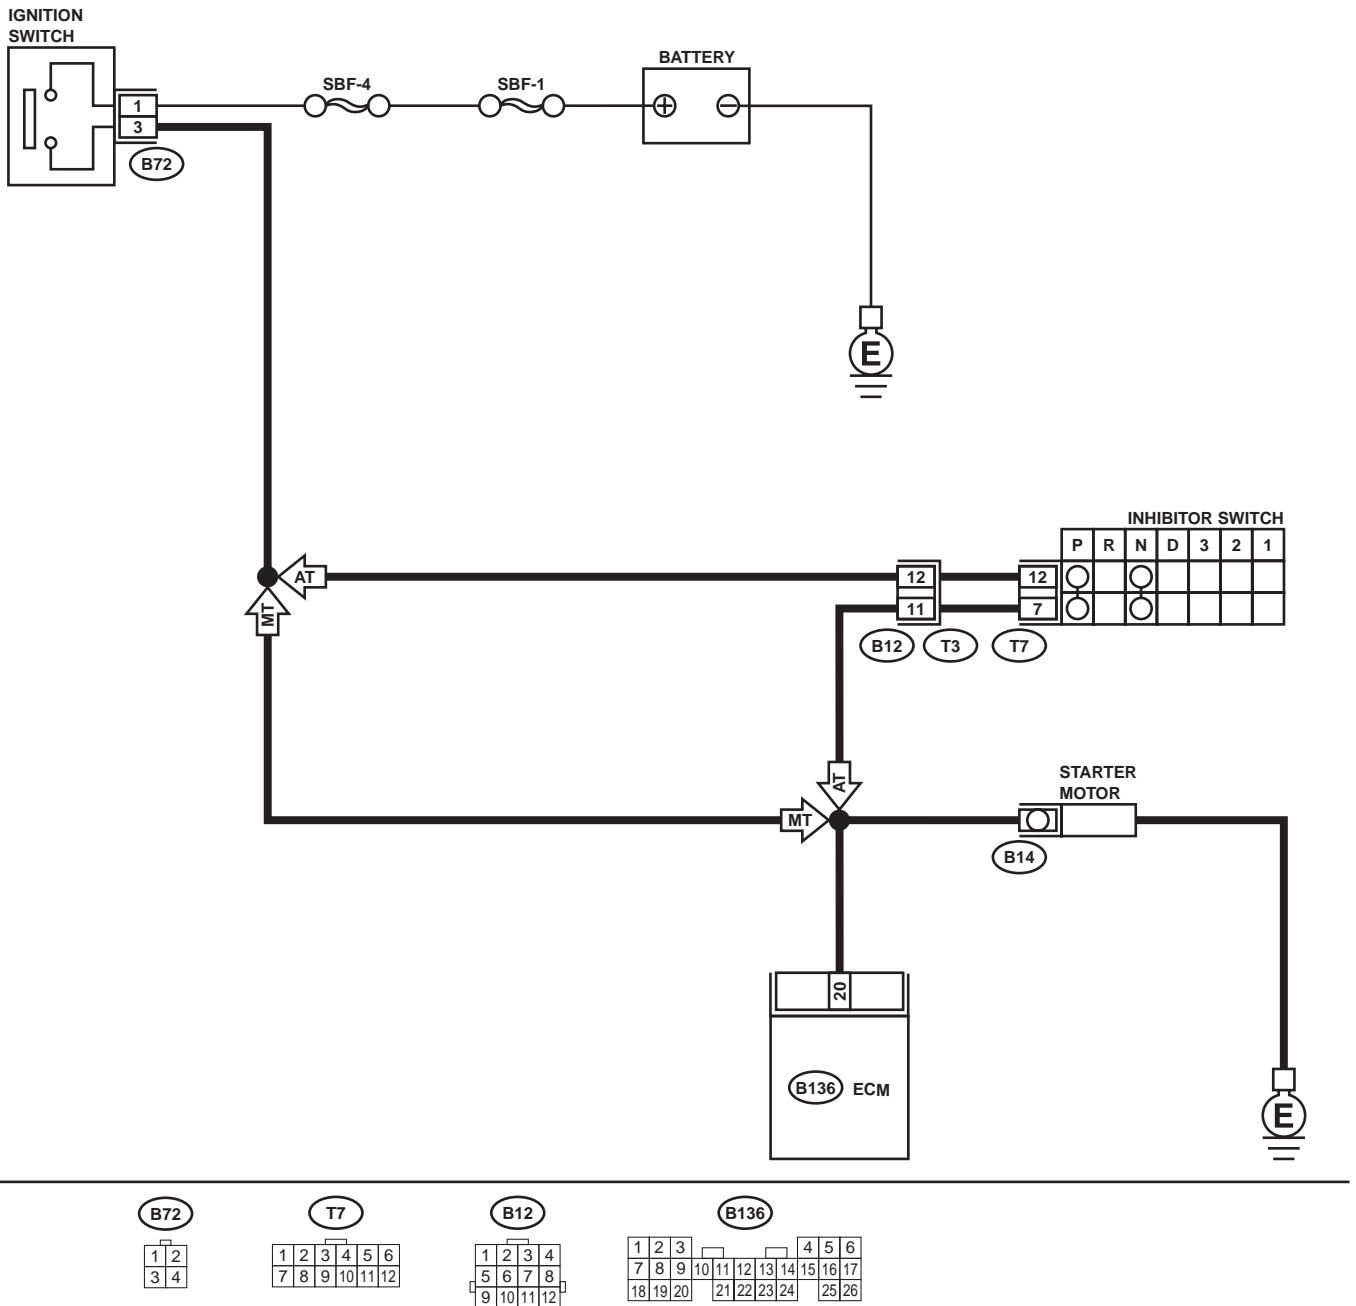 IGNITION
SWITCH
SBF-4
SBF-1
BATTERY
1
3
B72
E
INHIBITOR SWITCH
P R N D 3 2 1
AT
12
12
11
7
MT
B12
T3
T7
AT
STARTER
MOTOR
MT
B14
20
B136 ECM
E
B72
T7
B12
B136
1 2
3 4
1 2 3 4 5 6
7 8 9 10 11 12
1 2 3 4
5 6 7 8
9 10 11 12
1 2 3 4 5 6
7 8 9 10 11 12 13 14 15 16 17
18 19 20 21 22 23 24 25 26